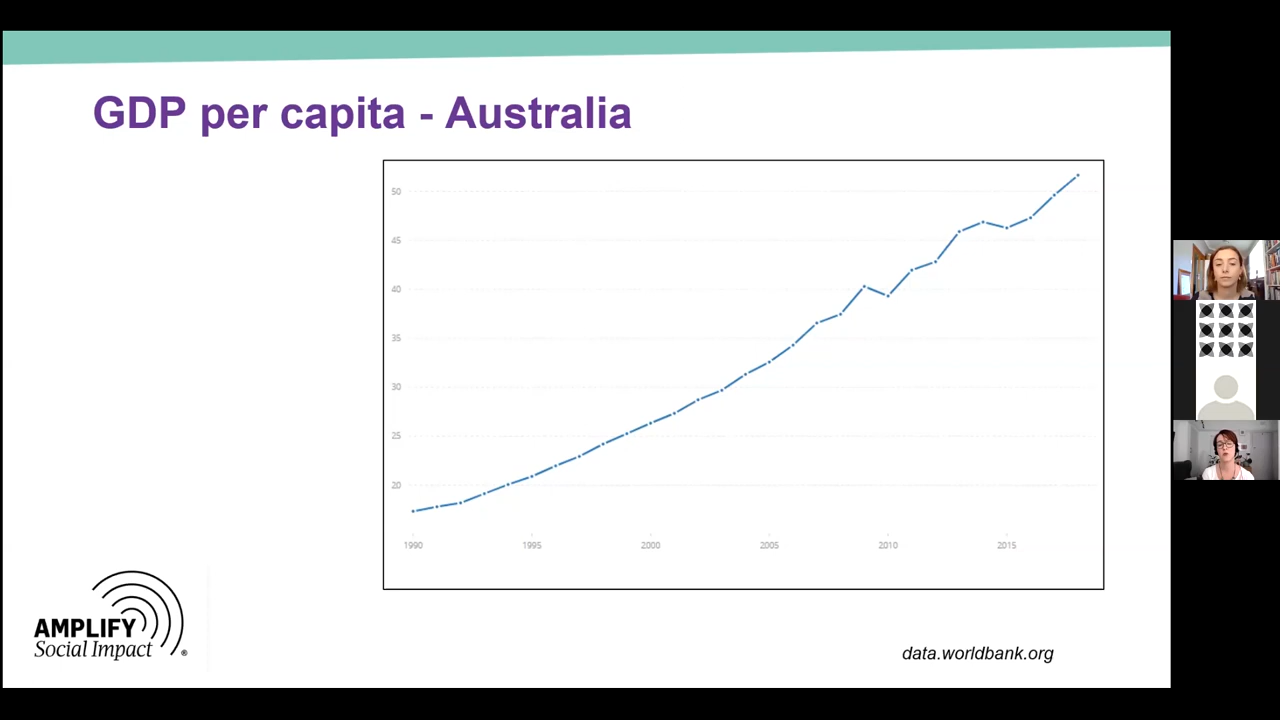 GDP per capita - Australia
50
45
40
35
30
25
20
1990 1995 2000 2005 2010 2015
AMPLIFY
Social Impact ®
data.worldbank.org